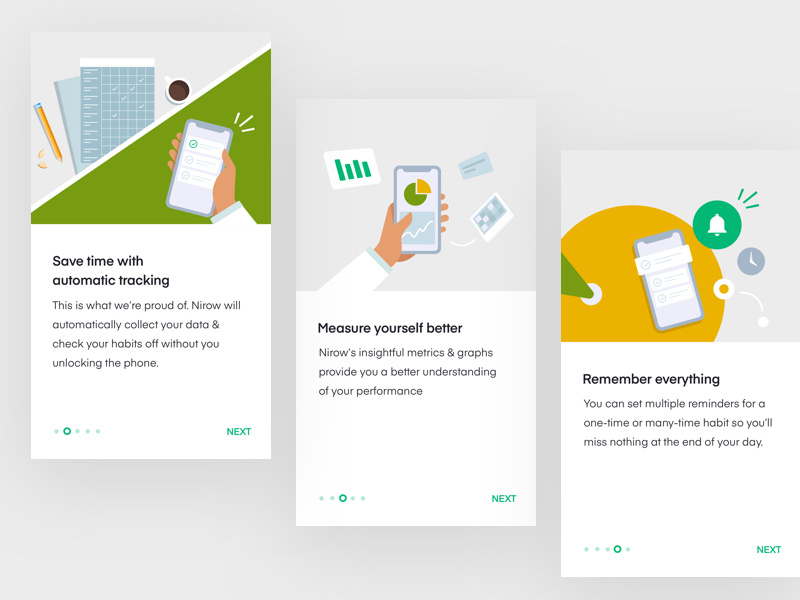 Save time with
automatic tracking
This is what we're proud of. Nirow will
automatically collect your data &
check your habits off without you
unlocking the phone.
NEXT
Measure yourself better
Nirow's insightful metrics & graphs
provide you a better understanding
of your performance
NEXT
Remember everything
You can set multiple reminders for a
one-time or many-time habit so you'll
miss nothing at the end of your day.
NEXT